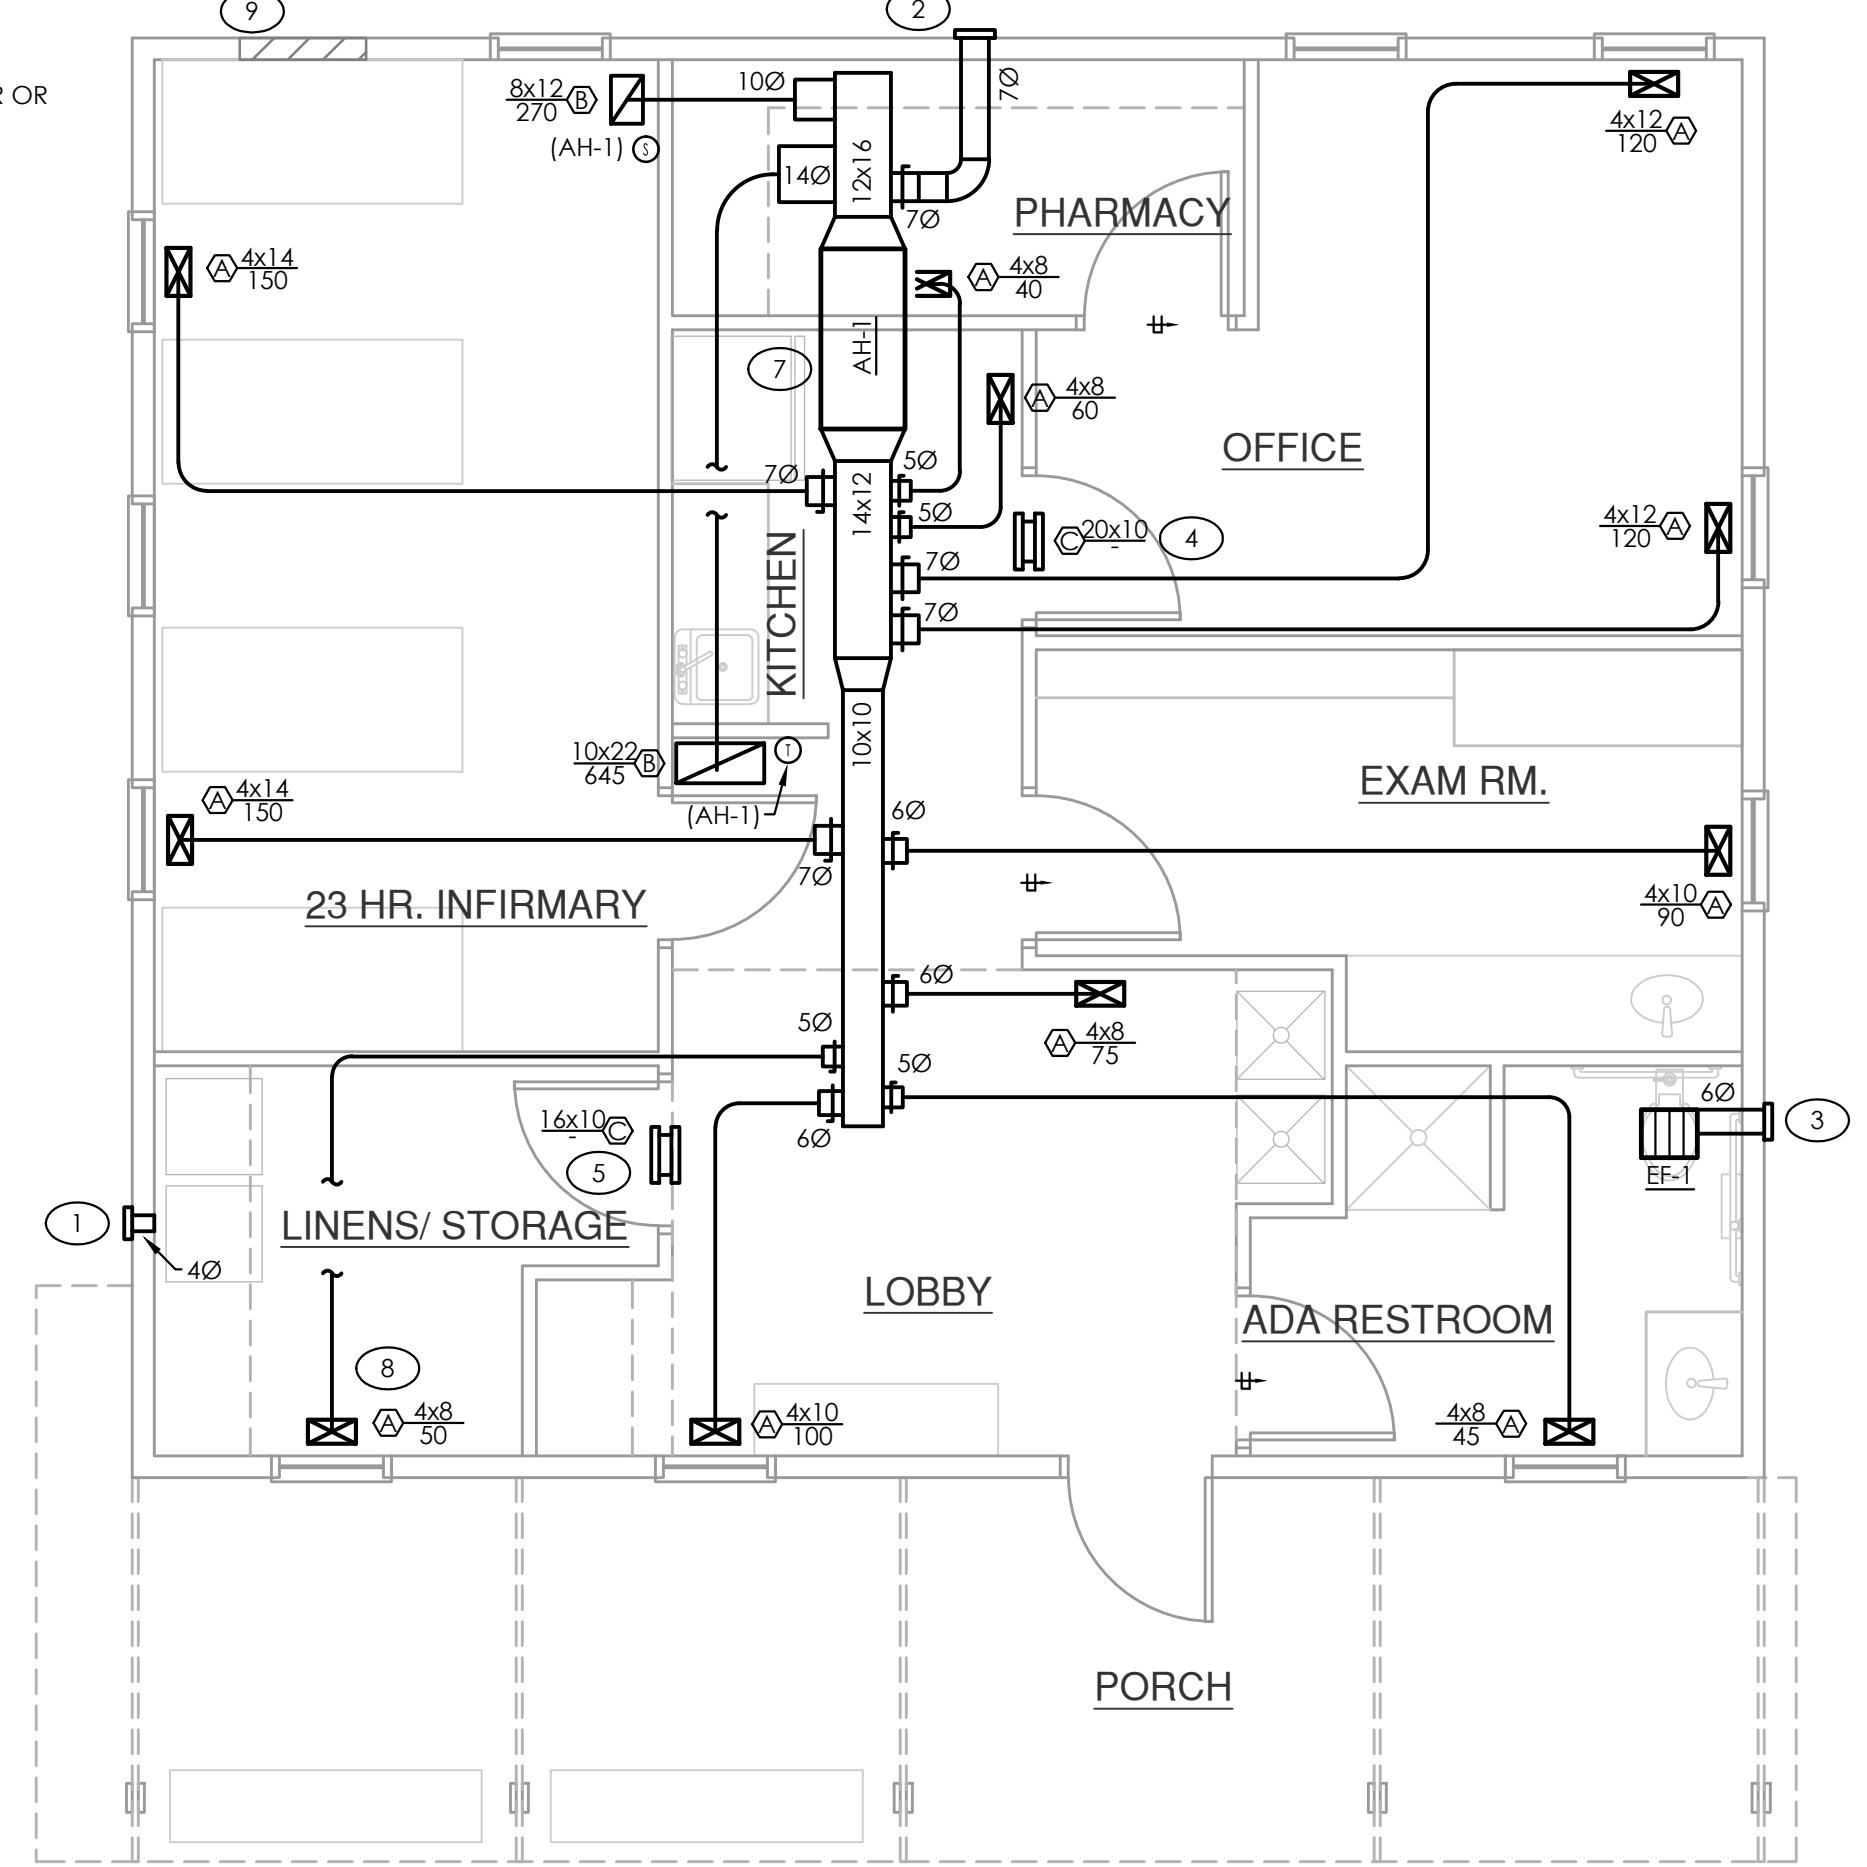 9
2
R OR
8x12
270
B
(AH-1)
S
10Ø
7Ø
14Ø
12x16
7Ø
PHARMACY
4x12
120
A
A
4x14
150
A
4x8
40
7
AH-1
A
4x8
60
OFFICE
7Ø
5Ø
14x12
5Ø
C
20x10
-
4
4x12
120
A
7Ø
7Ø
KITCHEN
10x22
645
B
T
(AH-1)
10x10
EXAM RM.
A
4x14
150
6Ø
7Ø
4x10
90
A
23 HR. INFIRMARY
6Ø
A
4x8
75
5Ø
5Ø
16x10
-
C
5
6Ø
6Ø
3
EF-1
1
4Ø
LINENS/ STORAGE
LOBBY
ADA RESTROOM
8
A
4x8
50
A
4x10
100
4x8
45
A
PORCH